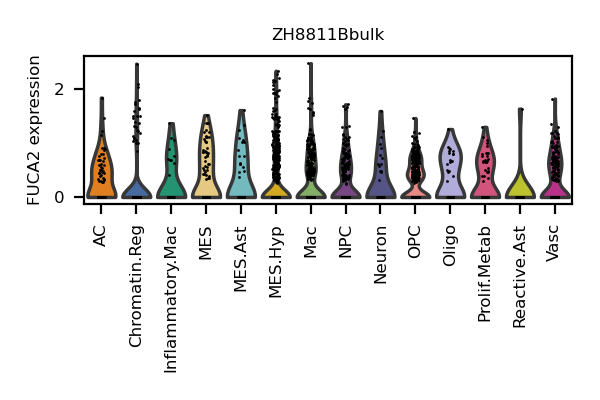 ZH8811Bbulk
FUCA2 expression
2
0
AC
Chromatin.Reg
Inflammatory.Mac
MES
MES.Ast
MES.Hyp
Mac
NPC
Neuron
OPC
Oligo
Prolif.Metab
Reactive.Ast
Vasc